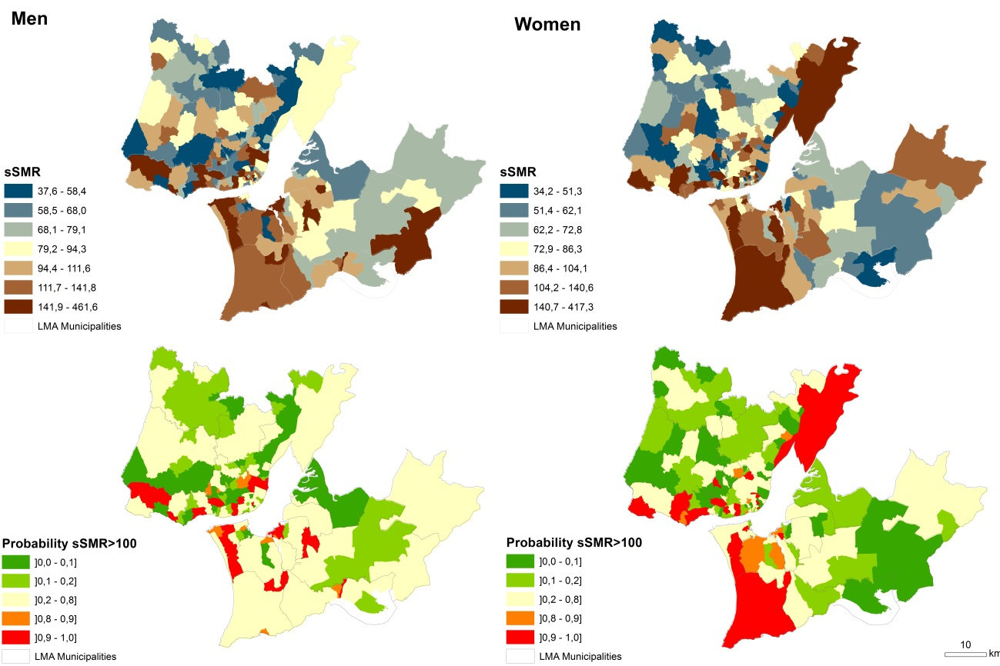 Men
Women
sSMR
37,6 - 58,4
58,5 - 68,0
68,1 - 79,1
79,2 - 94,3
94,4 - 111,6
111,7 - 141,8
141,9 - 461,6
LMA Municipalities
sSMR
34,2 - 51,3
51,4 - 62,1
62,2 - 72,8
72,9 - 86,3
86,4 - 104,1
104,2 - 140,6
140,7 - 417,3
LMA Municipalities
Probability sSMR>100
]0,0 - 0,1]
]0,1 - 0,2]
]0,2 - 0,8]
]0,8 - 0,9]
]0,9 - 1,0]
LMA Municipalities
Probability sSMR>100
]0,0 - 0,1]
]0,1 - 0,2]
]0,2 - 0,8]
]0,8 - 0,9]
]0,9 - 1,0]
LMA Municipalities
10
km